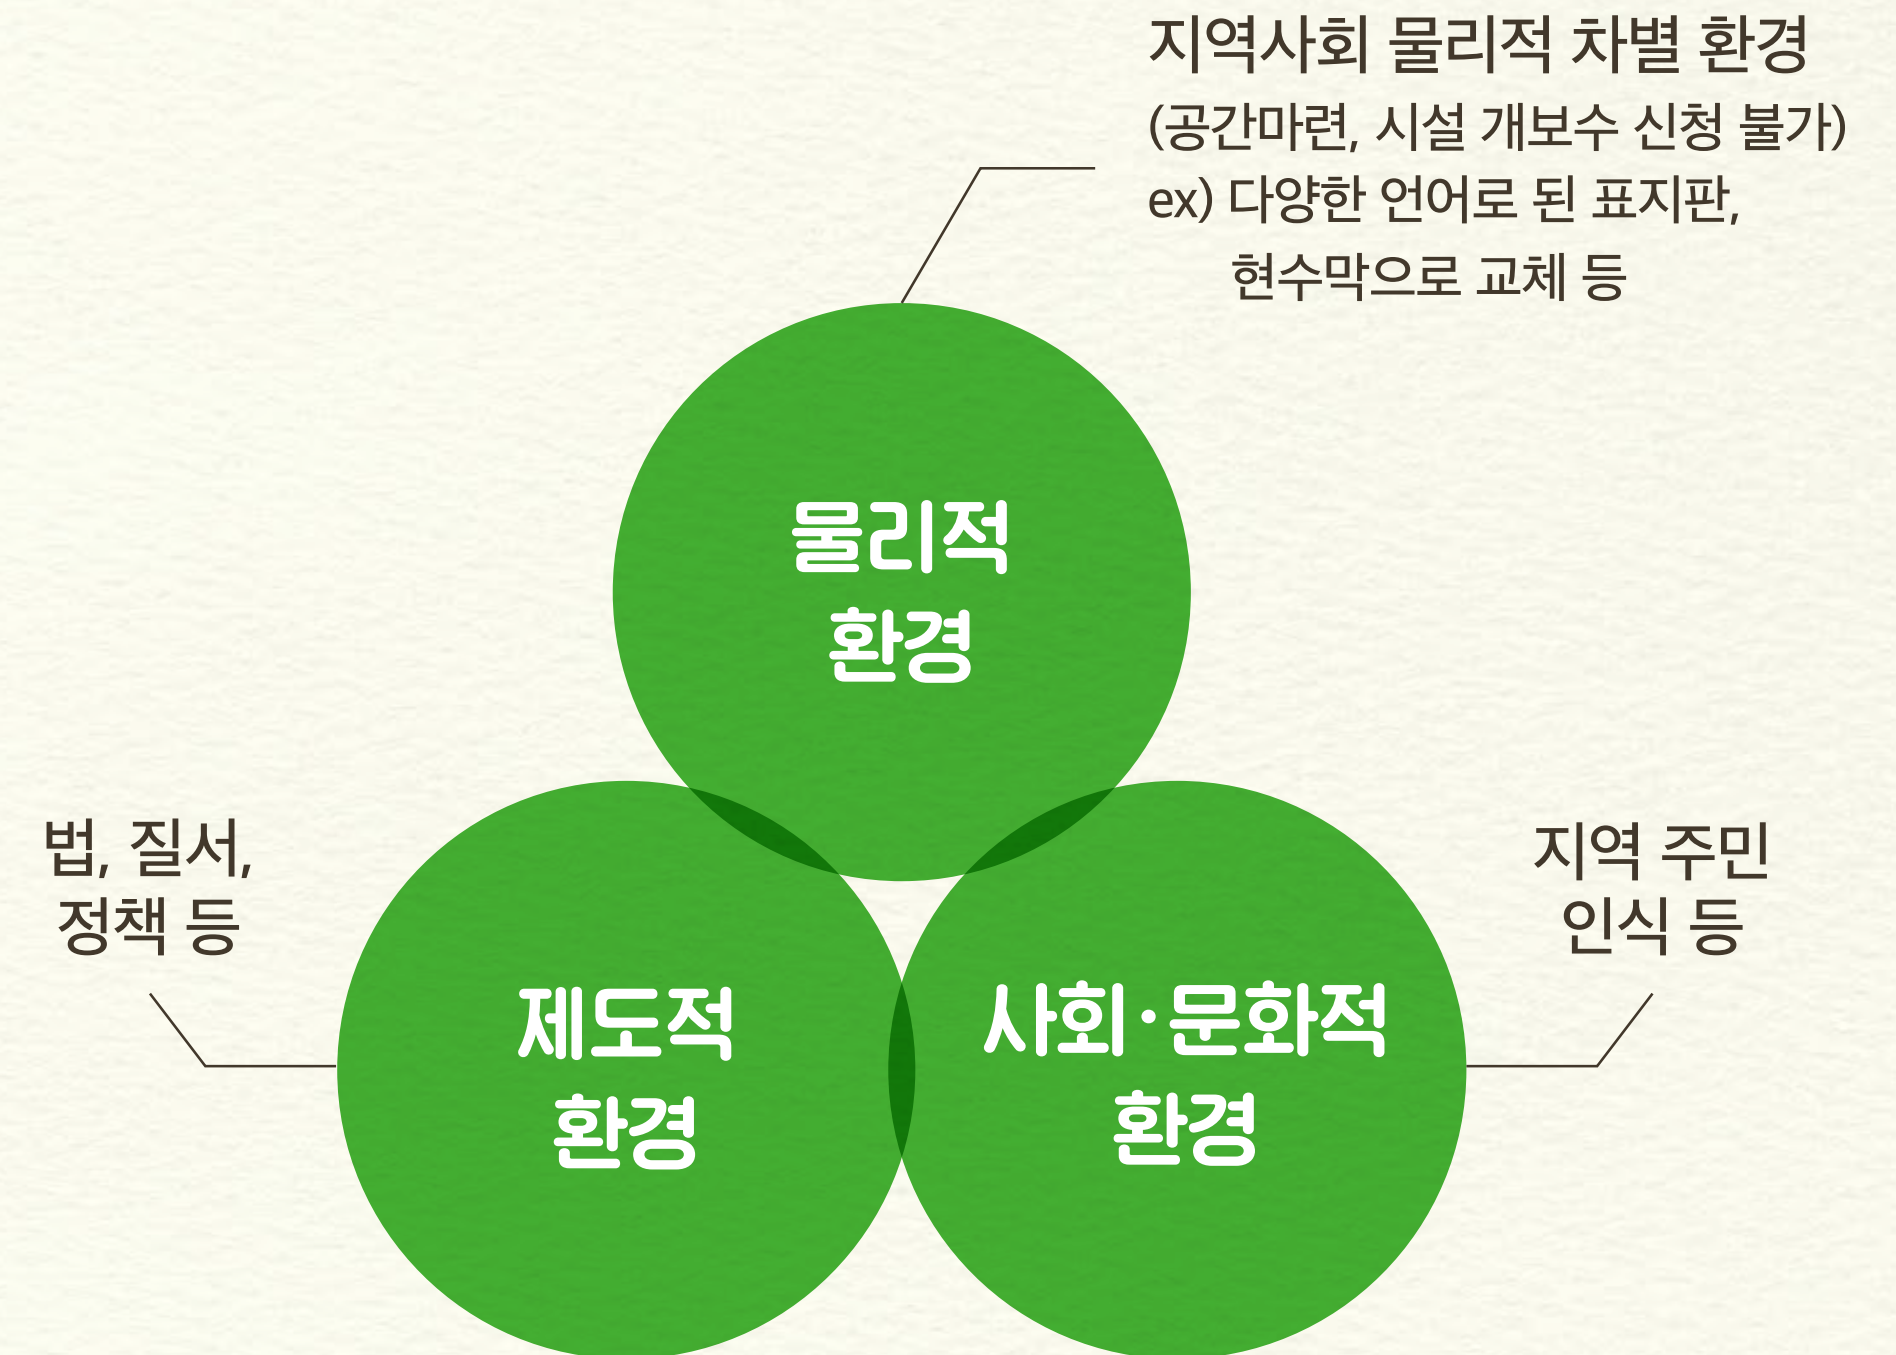 지역사회 물리적 차별 환경
(공간마련, 시설 개보수 신청 불가)
ex) 다양한 언어로 된 표지판,
현수막으로 교체 등
물리적
환경
법, 질서,
정책 등
지역 주민
인식 등
제도적
환경
사회·문화적
환경